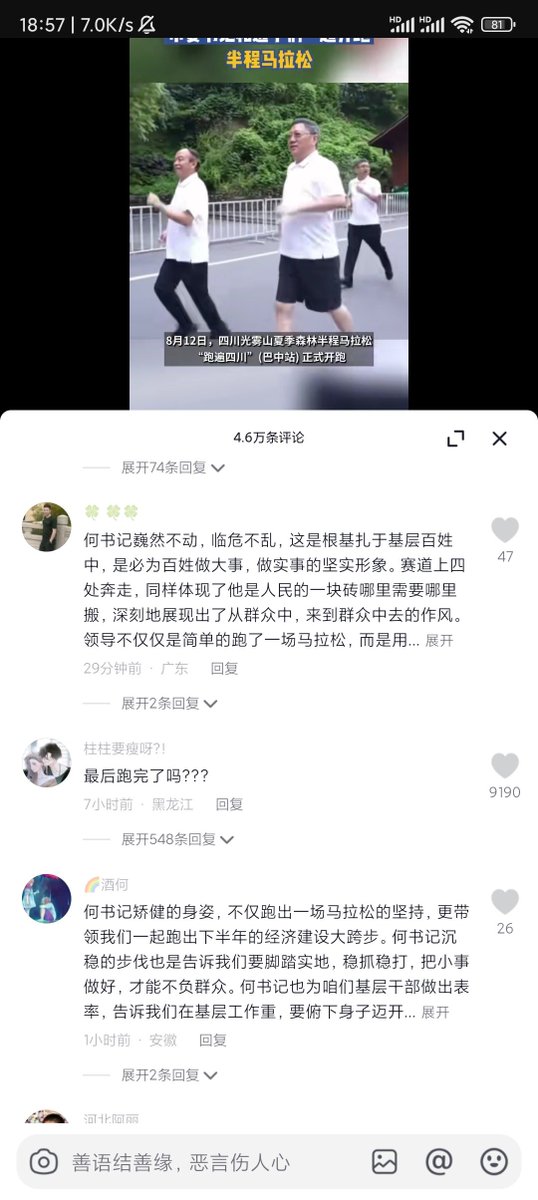 18:57 | 7.0K/s
HD HD 81
半程马拉松
8月12日，四川光雾山夏季森林半程马拉松
“跑遍四川”(巴中站) 正式开跑
4.6万条评论
展开74条回复
何书记巍然不动，临危不乱，这是根基扎于基层百姓
中，是必为百姓做大事，做实事的坚实形象。赛道上四
处奔走，同样体现了他是人民的一块砖哪里需要哪里
搬，深刻地展现出了从群众中，来到群众中去的作风。
领导不仅仅是简单的跑了一场马拉松，而是用... 展开
47
29分钟前 · 广东 回复
展开2条回复
柱柱要瘦呀?!
最后跑完了吗???
9190
7小时前 · 黑龙江 回复
展开548条回复
🌈酒何
何书记矫健的身姿，不仅跑出一场马拉松的坚持，更带
领我们一起跑出下半年的经济建设大跨步。何书记沉
稳的步伐也是告诉我们要脚踏实地，稳抓稳打，把小事
做好，才能不负群众。何书记也为咱们基层干部做出表
率，告诉我们在基层工作重，要俯下身子迈开... 展开
26
1小时前 · 安徽 回复
展开2条回复
河北阿丽
善语结善缘，恶言伤人心